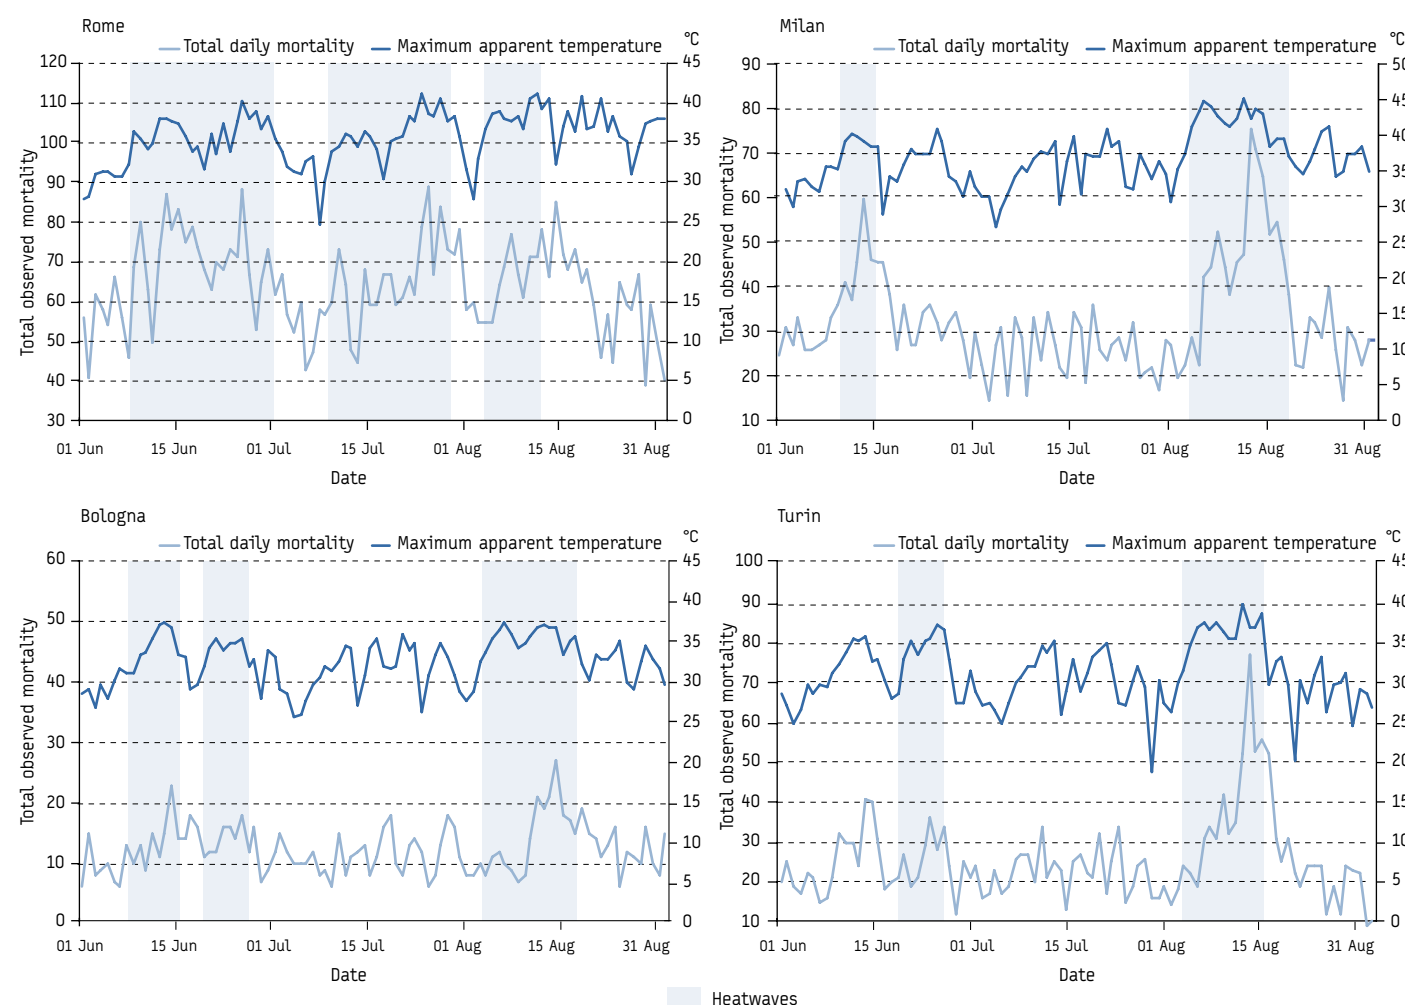 Rome
Total daily mortality Maximum apparent temperature °C
Total observed mortality
120 110 100 90 80 70 60 50 40 30
45 40 35 30 25 20 15 10 5 0
01 Jun 15 Jun 01 Jul 15 Jul 01 Aug 15 Aug 31 Aug
Date
Milan
Total daily mortality Maximum apparent temperature °C
Total observed mortality
90 80 70 60 50 40 30 20 10
50 45 40 35 30 25 20 15 10 5 0
01 Jun 15 Jun 01 Jul 15 Jul 01 Aug 15 Aug 31 Aug
Date
Bologna
Total daily mortality Maximum apparent temperature °C
Total observed mortality
60 50 40 30 20 10 0
45 40 35 30 25 20 15 10 5 0
01 Jun 15 Jun 01 Jul 15 Jul 01 Aug 15 Aug 31 Aug
Date
Turin
Total daily mortality Maximum apparent temperature °C
Total observed mortality
100 90 80 70 60 50 40 30 20 10
45 40 35 30 25 20 15 10 5 0
01 Jun 15 Jun 01 Jul 15 Jul 01 Aug 15 Aug 31 Aug
Date
Heatwaves